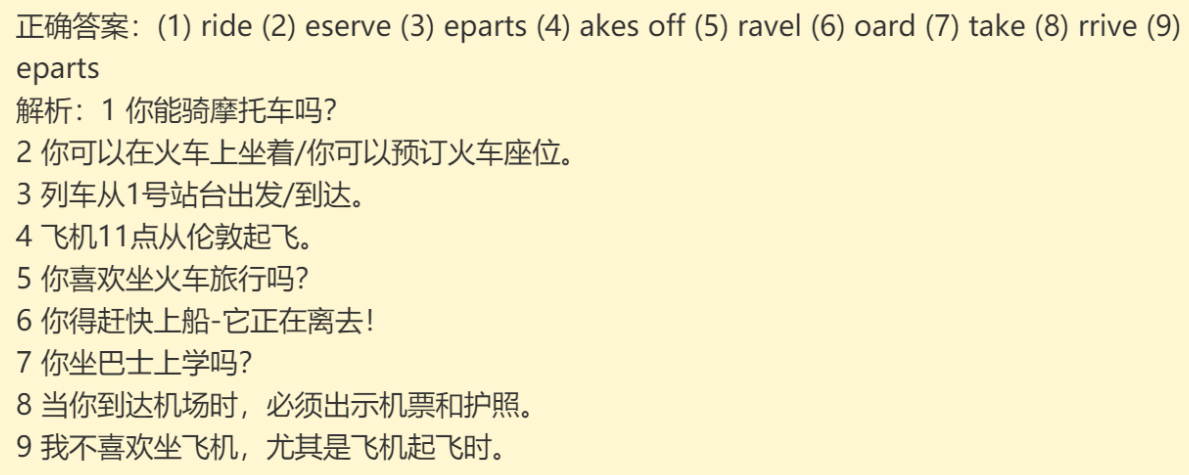 正确答案：(1) ride (2) eserve (3) eparts (4) akes off (5) ravel (6) oard (7) take (8) rrive (9)
eparts
解析：1 你能骑摩托车吗？
2 你可以在火车上坐着/你可以预订火车座位。
3 列车从1号站台出发/到达。
4 飞机11点从伦敦起飞。
5 你喜欢坐火车旅行吗？
6 你得赶快上船-它正在离去！
7 你坐巴士上学吗？
8 当你到达机场时，必须出示机票和护照。
9 我不喜欢坐飞机，尤其是飞机起飞时。